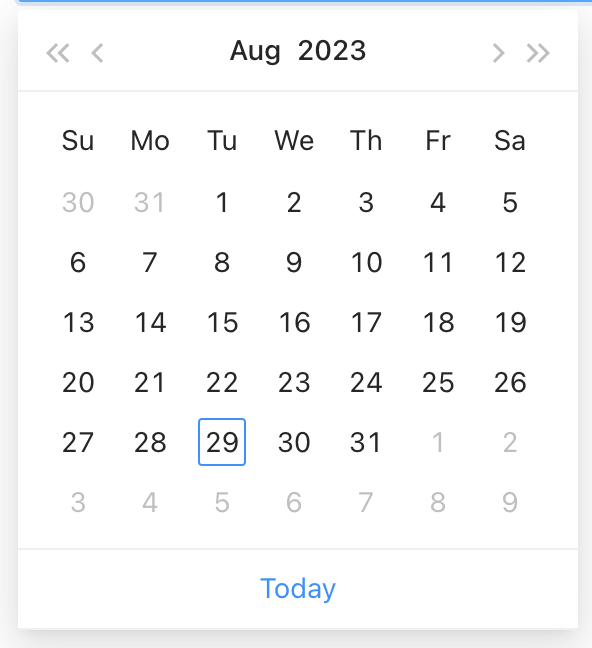 Aug 2023
Su Mo Tu We Th Fr Sa
30 31 1 2 3 4 5
6 7 8 9 10 11 12
13 14 15 16 17 18 19
20 21 22 23 24 25 26
27 28 29 30 31 1 2
3 4 5 6 7 8 9
Today